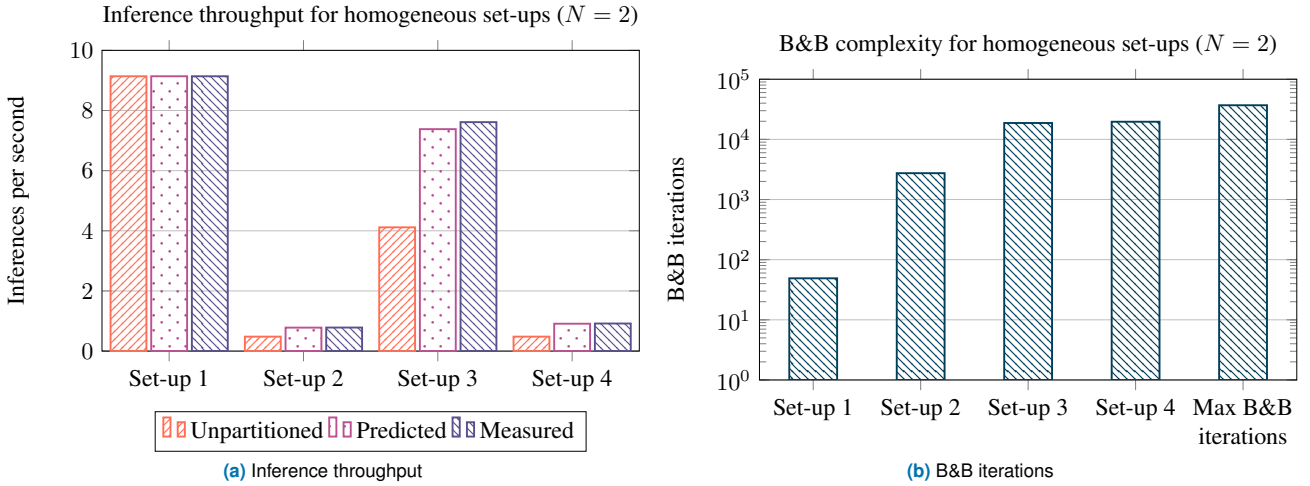 Inference throughput for homogeneous set-ups (N = 2)
Inferences per second
10
8
6
4
2
0
Set-up 1 Set-up 2 Set-up 3 Set-up 4
Unpartitioned Predicted Measured
(a) Inference throughput
B&B complexity for homogeneous set-ups (N = 2)
B&B iterations
10^5
10^4
10^3
10^2
10^1
10^0
Set-up 1 Set-up 2 Set-up 3 Set-up 4 Max B&B
iterations
(b) B&B iterations